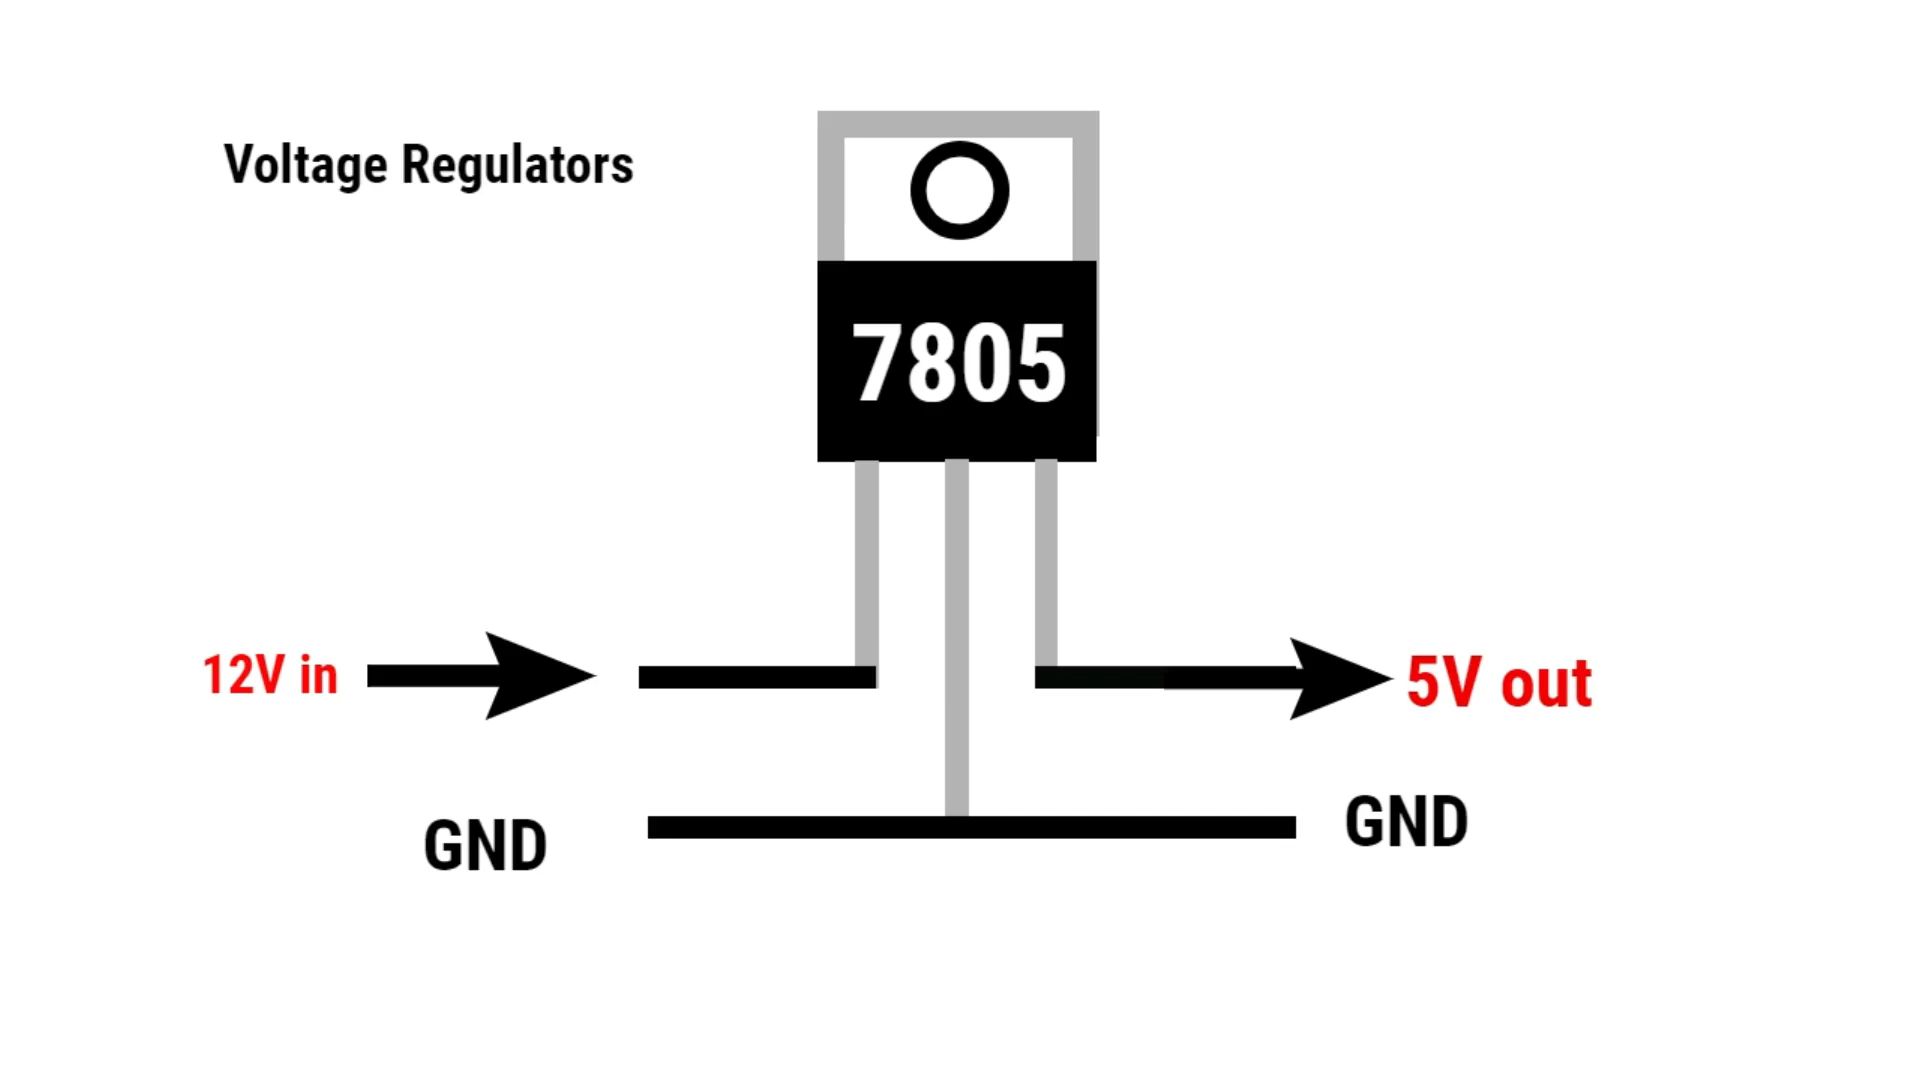 Voltage Regulators
7805
12V in
5V out
GND
GND